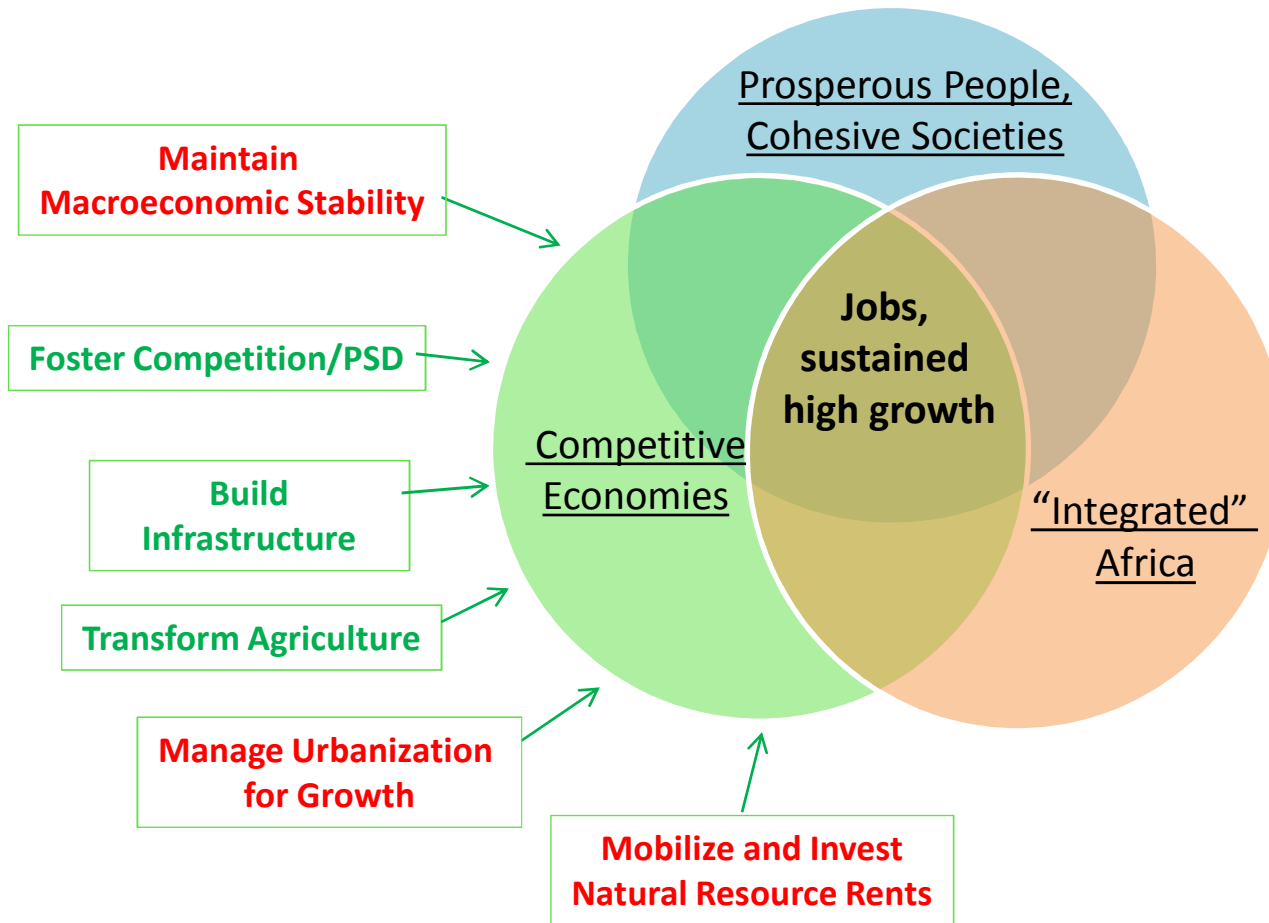 Prosperous People,
Cohesive Societies
Maintain
Macroeconomic Stability
Jobs,
sustained
high growth
Foster Competition/PSD
Competitive
Economies
Build
Infrastructure
“Integrated”
Africa
Transform Agriculture
Manage Urbanization
for Growth
Mobilize and Invest
Natural Resource Rents